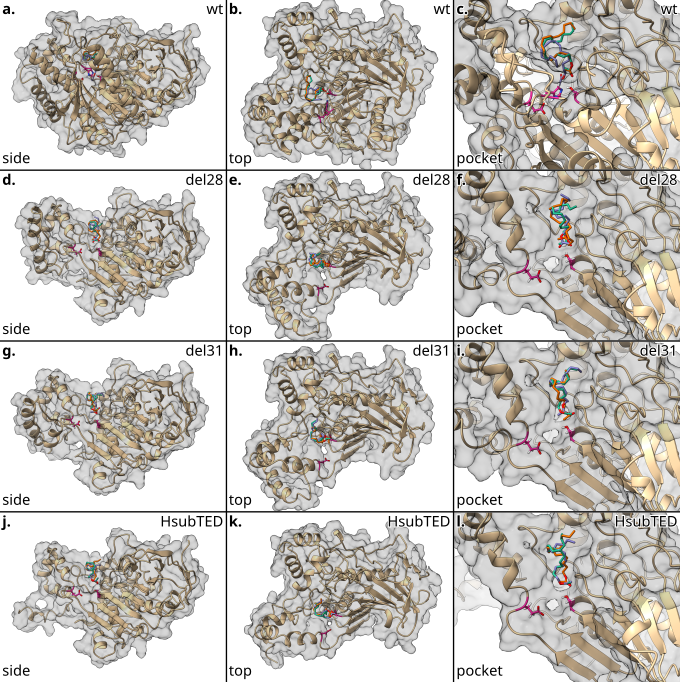 a. wt
side
b. wt
top
c. wt
pocket
d. del28
side
e. del28
top
f. del28
pocket
g. del31
side
h. del31
top
i. del31
pocket
j. HsubTED
side
k. HsubTED
top
l. HsubTED
pocket